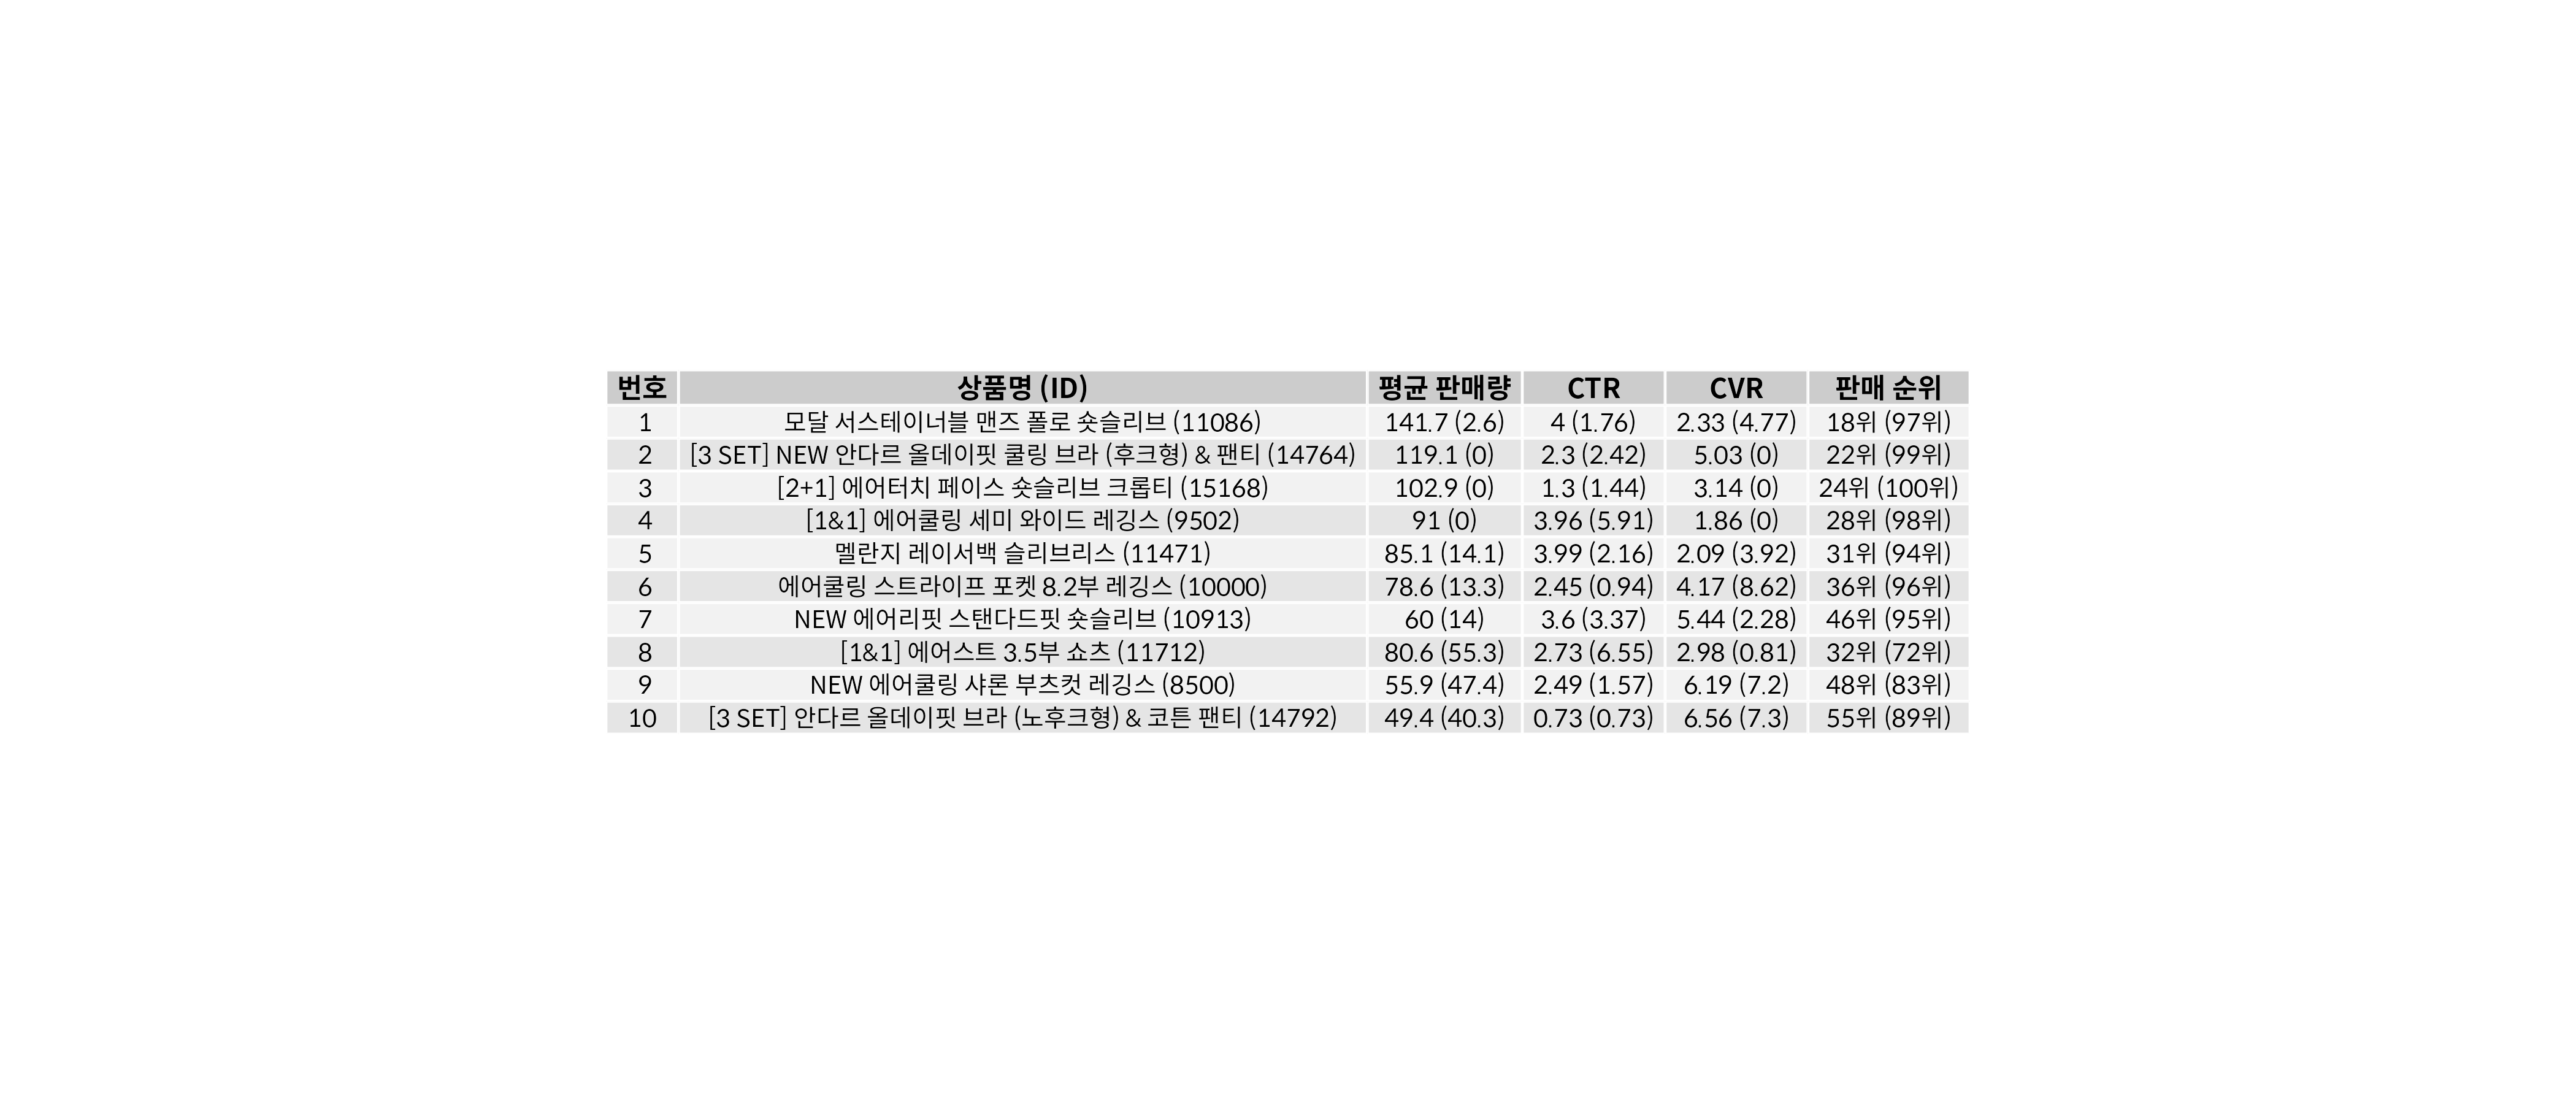 번호 상품명 (ID) 평균 판매량 CTR CVR 판매 순위
1 모달 서스테이너블 맨즈 폴로 숏슬리브 (11086) 141.7 (2.6) 4 (1.76) 2.33 (4.77) 18위 (97위)
2 [3 SET] NEW 안다르 올데이핏 쿨링 브라 (후크형) & 팬티 (14764) 119.1 (0) 2.3 (2.42) 5.03 (0) 22위 (99위)
3 [2+1] 에어터치 페이스 숏슬리브 크롭티 (15168) 102.9 (0) 1.3 (1.44) 3.14 (0) 24위 (100위)
4 [1&1] 에어쿨링 세미 와이드 레깅스 (9502) 91 (0) 3.96 (5.91) 1.86 (0) 28위 (98위)
5 멜란지 레이서백 슬리브리스 (11471) 85.1 (14.1) 3.99 (2.16) 2.09 (3.92) 31위 (94위)
6 에어쿨링 스트라이프 포켓 8.2부 레깅스 (10000) 78.6 (13.3) 2.45 (0.94) 4.17 (8.62) 36위 (96위)
7 NEW 에어리핏 스탠다드핏 숏슬리브 (10913) 60 (14) 3.6 (3.37) 5.44 (2.28) 46위 (95위)
8 [1&1] 에어스트 3.5부 쇼츠 (11712) 80.6 (55.3) 2.73 (6.55) 2.98 (0.81) 32위 (72위)
9 NEW 에어쿨링 샤론 부츠컷 레깅스 (8500) 55.9 (47.4) 2.49 (1.57) 6.19 (7.2) 48위 (83위)
10 [3 SET] 안다르 올데이핏 브라 (노후크형) & 코튼 팬티 (14792) 49.4 (40.3) 0.73 (0.73) 6.56 (7.3) 55위 (89위)